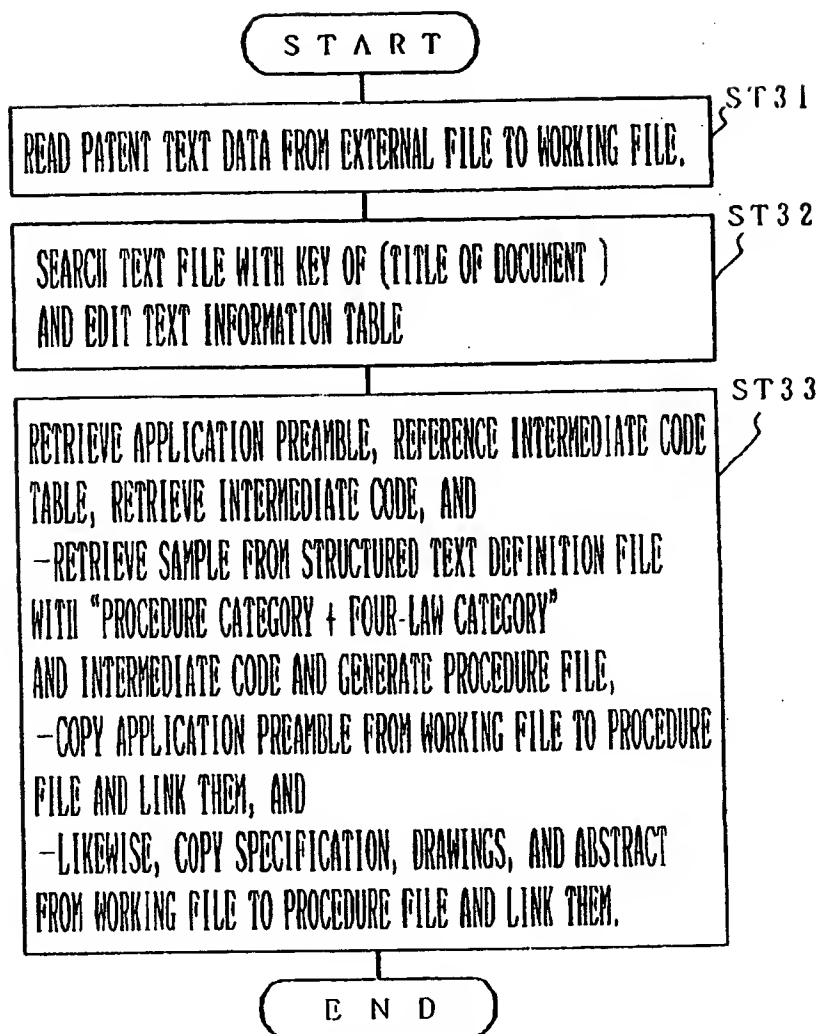 START
ST31
READ PATENT TEXT DATA FROM EXTERNAL FILE TO WORKING FILE.
ST32
SEARCH TEXT FILE WITH KEY OF (TITLE OF DOCUMENT )
AND EDIT TEXT INFORMATION TABLE
ST33
RETRIEVE APPLICATION PREAMBLE, REFERENCE INTERMEDIATE CODE
TABLE, RETRIEVE INTERMEDIATE CODE, AND
-RETRIEVE SAMPLE FROM STRUCTURED TEXT DEFINITION FILE
WITH "PROCEDURE CATEGORY + FOUR-LAW CATEGORY"
AND INTERMEDIATE CODE AND GENERATE PROCEDURE FILE,
-COPY APPLICATION PREAMBLE FROM WORKING FILE TO PROCEDURE
FILE AND LINK THEM, AND
-LIKEWISE, COPY SPECIFICATION, DRAWINGS, AND ABSTRACT
FROM WORKING FILE TO PROCEDURE FILE AND LINK THEM.
END